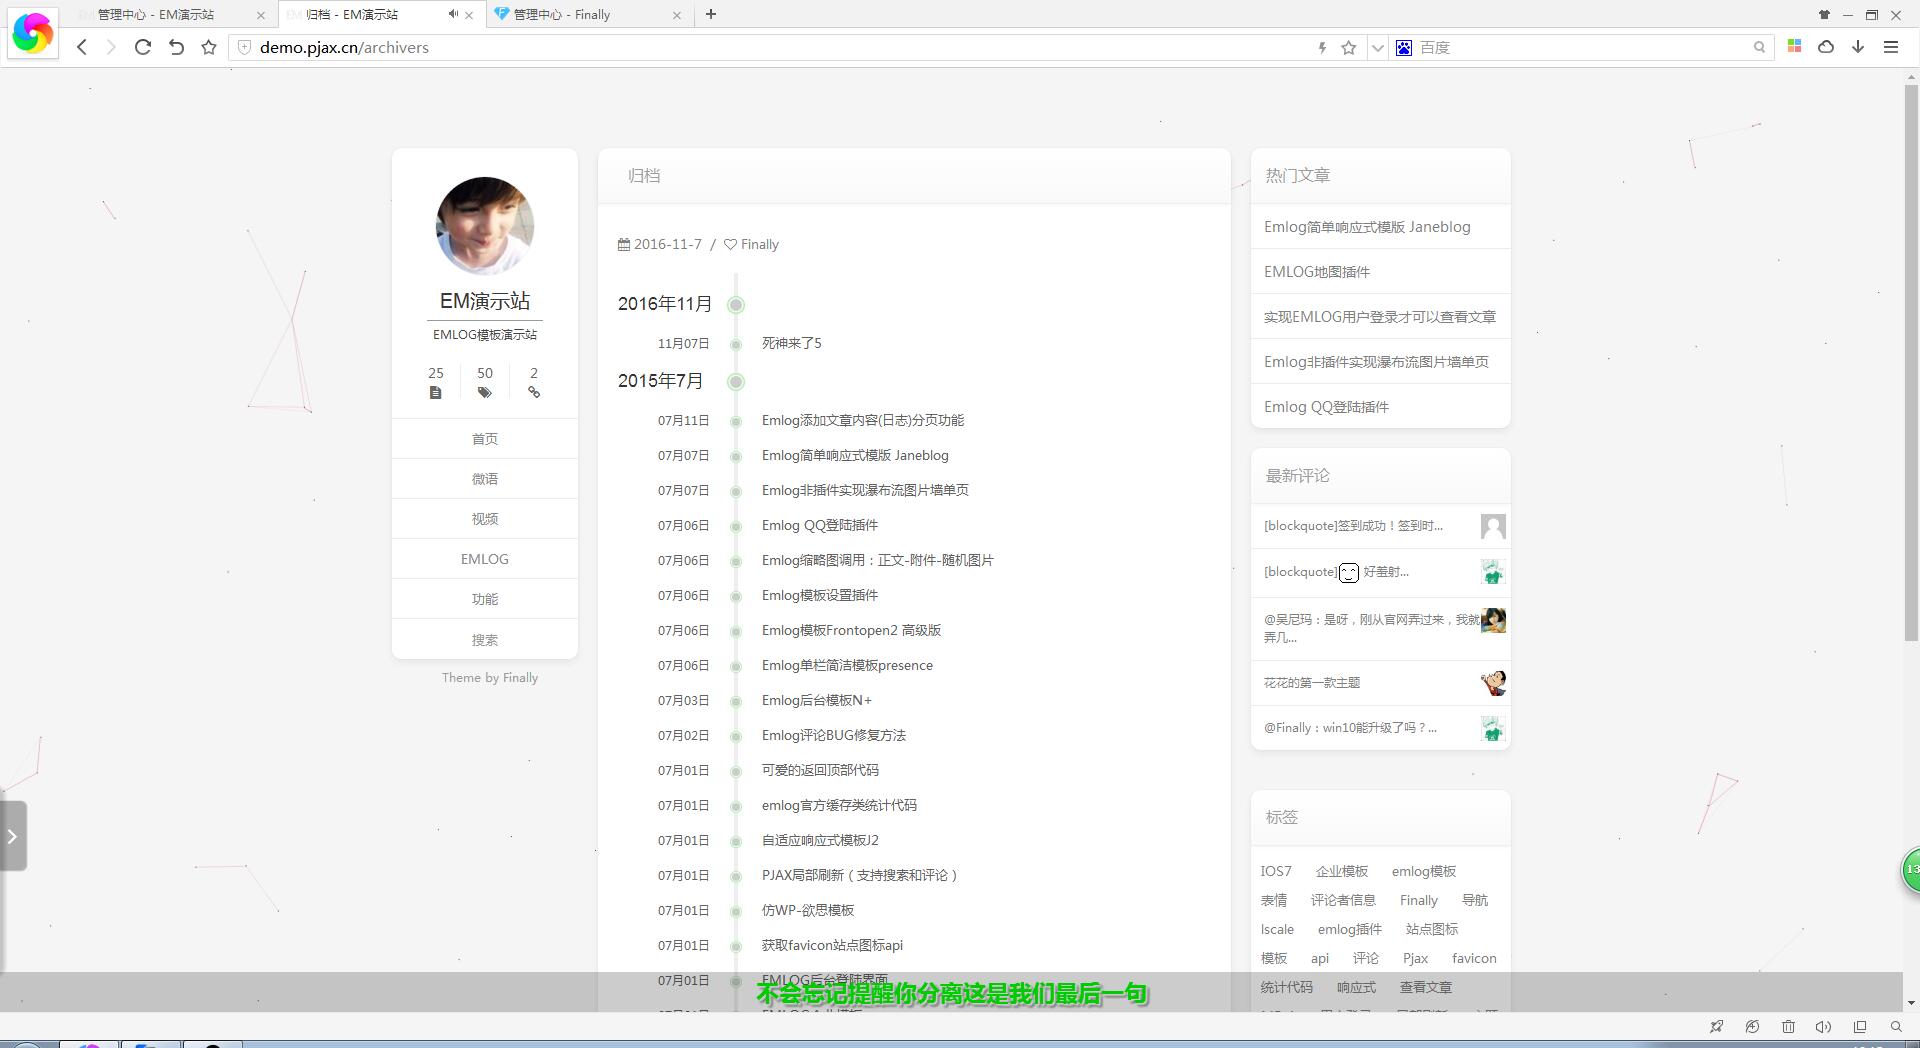 管理中心 - EM演示站
归档 - EM演示站
管理中心 - Finally
demo.pjax.cn/archivers
百度
EM演示站
EMLOG模板演示站
25
50
2
首页
微语
视频
EMLOG
功能
搜索
Theme by Finally
归档
2016-11-7 / Finally
2016年11月
11月07日 死神来了5
2015年7月
07月11日 Emlog添加文章内容(日志)分页功能
07月07日 Emlog简单响应式模版 Janeblog
07月07日 Emlog非插件实现瀑布流图片墙单页
07月06日 Emlog QQ登陆插件
07月06日 Emlog缩略图调用：正文-附件-随机图片
07月06日 Emlog模板设置插件
07月06日 Emlog模板Frontopen2 高级版
07月06日 Emlog单栏简洁模板presence
07月03日 Emlog后台模板N+
07月02日 Emlog评论BUG修复方法
07月01日 可爱的返回顶部代码
07月01日 emlog官方缓存类统计代码
07月01日 自适应响应式模板J2
07月01日 PJAX局部刷新（支持搜索和评论）
07月01日 仿WP-欲思模板
07月01日 获取favicon站点图标api
07月01日 EMLOG后台登陆界面
不会忘记提醒你分离这是我们最后一句
热门文章
Emlog简单响应式模版 Janeblog
EMLOG地图插件
实现EMLOG用户登录才可以查看文章
Emlog非插件实现瀑布流图片墙单页
Emlog QQ登陆插件
最新评论
[blockquote]签到成功！签到时...
[blockquote] 好羞射...
@吴尼玛：是呀，刚从官网弄过来，我就
弄几...
花花的第一款主题
@Finally：win10能升级了吗？...
标签
IOS7 企业模板 emlog模板
表情 评论者信息 Finally 导航
lscale emlog插件 站点图标
模板 api 评论 Pjax favicon
统计代码 响应式 查看文章
13